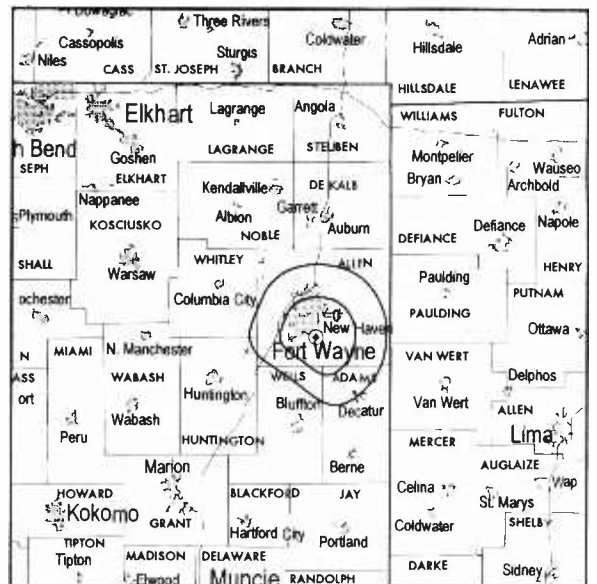 Three Rivers
Cassopolis
Coldwater
Adrian
Hillsdale
Sturgis
Niles
CASS
ST. JOSEPH
BRANCH
HILLSDALE
LENAWEE
Elkhart
Lagrange
Angola
WILLIAMS
FULTON
h Bend
Goshen
LAGRANGE
STEUBEN
Montpelier
Wauseo
SEPH
ELKHART
Kendallville
DE KALB
Bryan
Archbold
Nappanee
Garrett
Plymouth
Albion
Auburn
Defiance
Napole
KOSCIUSKO
NOBLE
DEFIANCE
SHALL
WHITLEY
ALLEN
HENRY
Warsaw
Paulding
Columbia City
PUTNAM
ochester
PAULDING
New Haven
Ottawa
N
MIAMI
N. Manchester
Fort Wayne
VAN WERT
ASS
WABASH
WELLS
ADAMS
Delphos
ort
Huntington
Bluffton
Decatur
Van Wert
ALLEN
Wabash
Peru
HUNTINGTON
MERCER
Lima
Marion
Berne
AUGLAIZE
HOWARD
BLACKFORD
JAY
Celina
Wap
Kokomo
GRANT
St. Marys
Hartford City
Portland
Coldwater
SHELB
TIPTON
Tipton
MADISON
DELAWARE
DARKE
Sidney
Elwood
Muncie
RANDOLPH